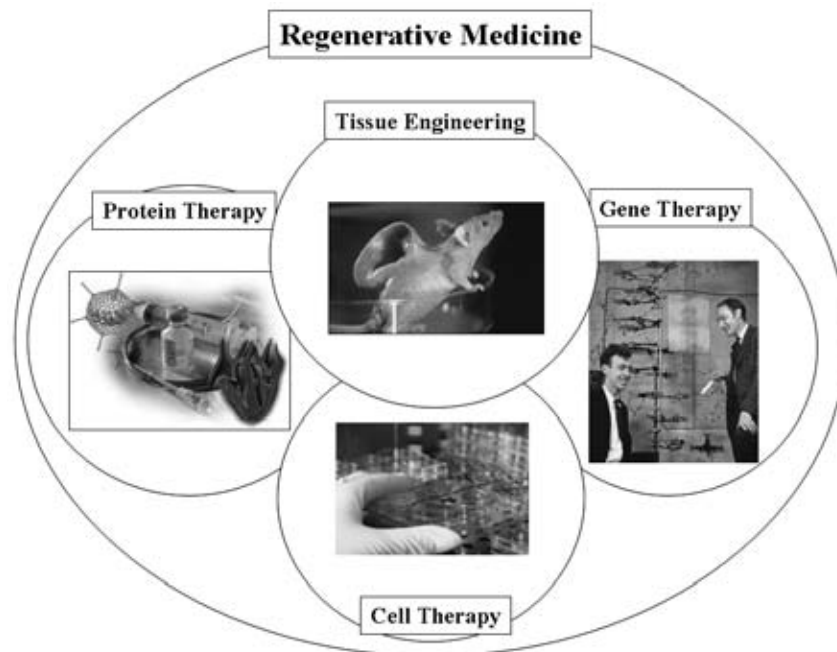 Regenerative Medicine
Tissue Engineering
Protein Therapy
Gene Therapy
Cell Therapy